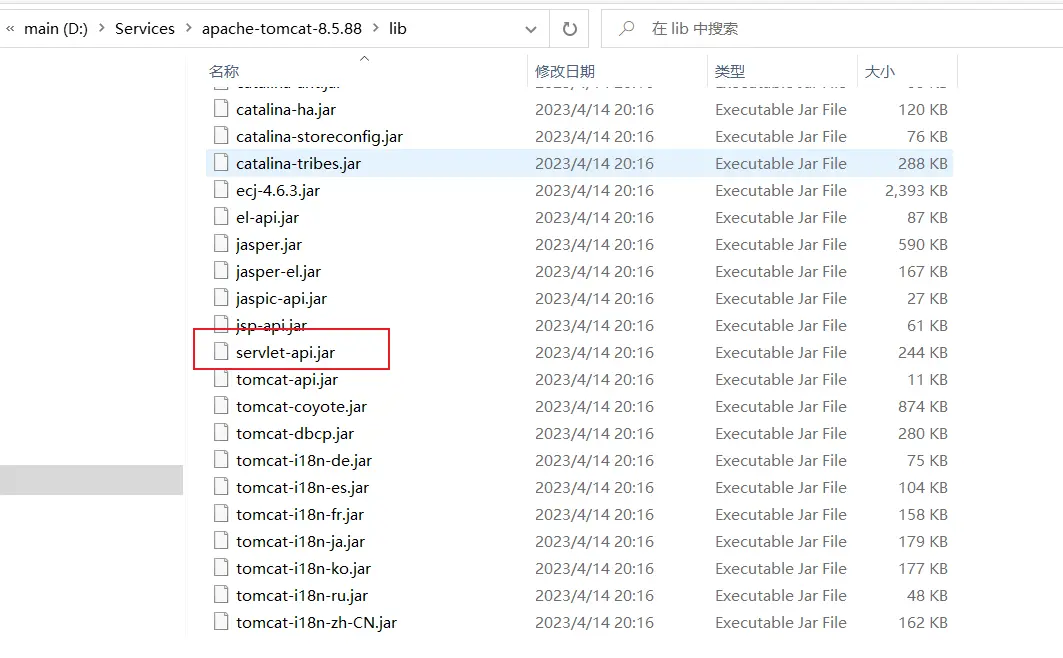 « main (D:) > Services > apache-tomcat-8.5.88 > lib
在 lib 中搜索
名称 修改日期 类型 大小
catalina-ha.jar 2023/4/14 20:16 Executable Jar File 120 KB
catalina-storeconfig.jar 2023/4/14 20:16 Executable Jar File 76 KB
catalina-tribes.jar 2023/4/14 20:16 Executable Jar File 288 KB
ecj-4.6.3.jar 2023/4/14 20:16 Executable Jar File 2,393 KB
el-api.jar 2023/4/14 20:16 Executable Jar File 87 KB
jasper.jar 2023/4/14 20:16 Executable Jar File 590 KB
jasper-el.jar 2023/4/14 20:16 Executable Jar File 167 KB
jaspic-api.jar 2023/4/14 20:16 Executable Jar File 27 KB
jsp-api.jar 2023/4/14 20:16 Executable Jar File 61 KB
servlet-api.jar 2023/4/14 20:16 Executable Jar File 244 KB
tomcat-api.jar 2023/4/14 20:16 Executable Jar File 11 KB
tomcat-coyote.jar 2023/4/14 20:16 Executable Jar File 874 KB
tomcat-dbcp.jar 2023/4/14 20:16 Executable Jar File 280 KB
tomcat-i18n-de.jar 2023/4/14 20:16 Executable Jar File 75 KB
tomcat-i18n-es.jar 2023/4/14 20:16 Executable Jar File 104 KB
tomcat-i18n-fr.jar 2023/4/14 20:16 Executable Jar File 158 KB
tomcat-i18n-ja.jar 2023/4/14 20:16 Executable Jar File 179 KB
tomcat-i18n-ko.jar 2023/4/14 20:16 Executable Jar File 177 KB
tomcat-i18n-ru.jar 2023/4/14 20:16 Executable Jar File 48 KB
tomcat-i18n-zh-CN.jar 2023/4/14 20:16 Executable Jar File 162 KB